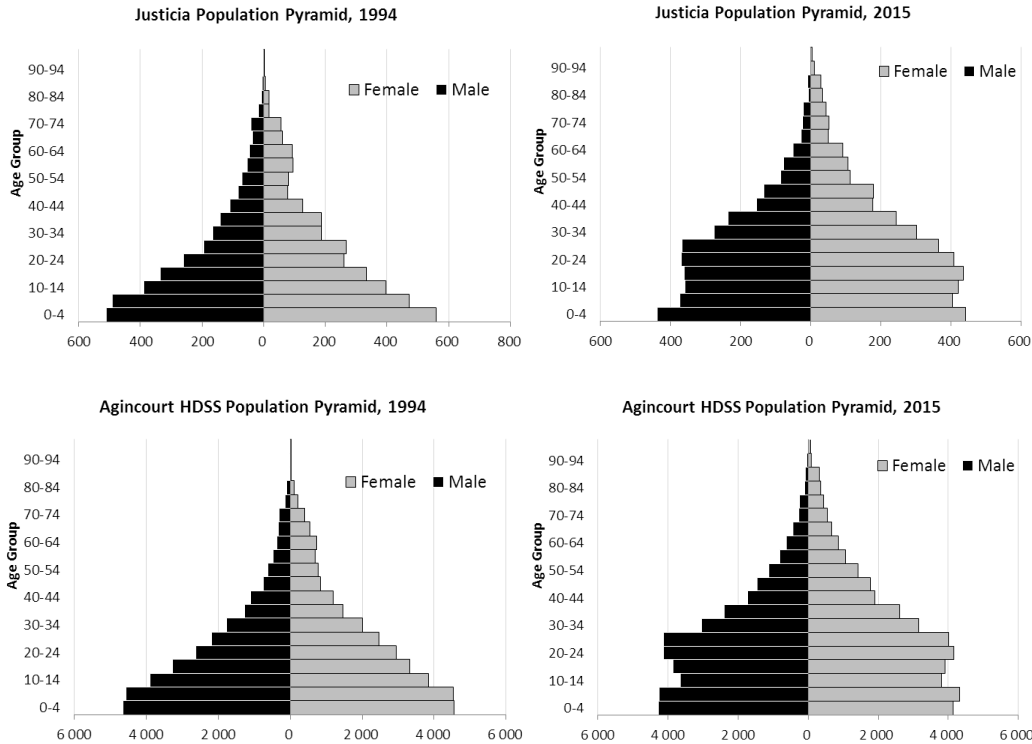 Justicia Population Pyramid, 1994
Age Group
90-94
80-84
70-74
60-64
50-54
40-44
30-34
20-24
10-14
0-4
Female Male
600 400 200 0 200 400 600 800
Justicia Population Pyramid, 2015
Age Group
90-94
80-84
70-74
60-64
50-54
40-44
30-34
20-24
10-14
0-4
Female Male
600 400 200 0 200 400 600
Agincourt HDSS Population Pyramid, 1994
Age Group
90-94
80-84
70-74
60-64
50-54
40-44
30-34
20-24
10-14
0-4
Female Male
6 000 4 000 2 000 0 2 000 4 000 6 000
Agincourt HDSS Population Pyramid, 2015
Age Group
90-94
80-84
70-74
60-64
50-54
40-44
30-34
20-24
10-14
0-4
Female Male
6 000 4 000 2 000 0 2 000 4 000 6 000